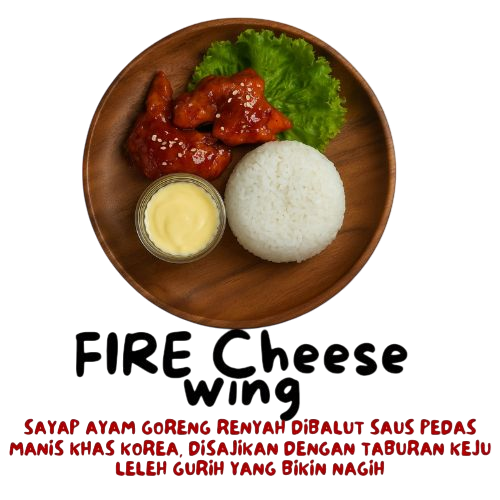 FIRE Cheese
wing
SAYAP AYAM GORENG RENYAH DIBALUT SAUS PEDAS
MANIS KHAS KOREA, DISAJIKAN DENGAN TABURAN KEJU
LELEH GURIH YANG BIKIN NAGIH